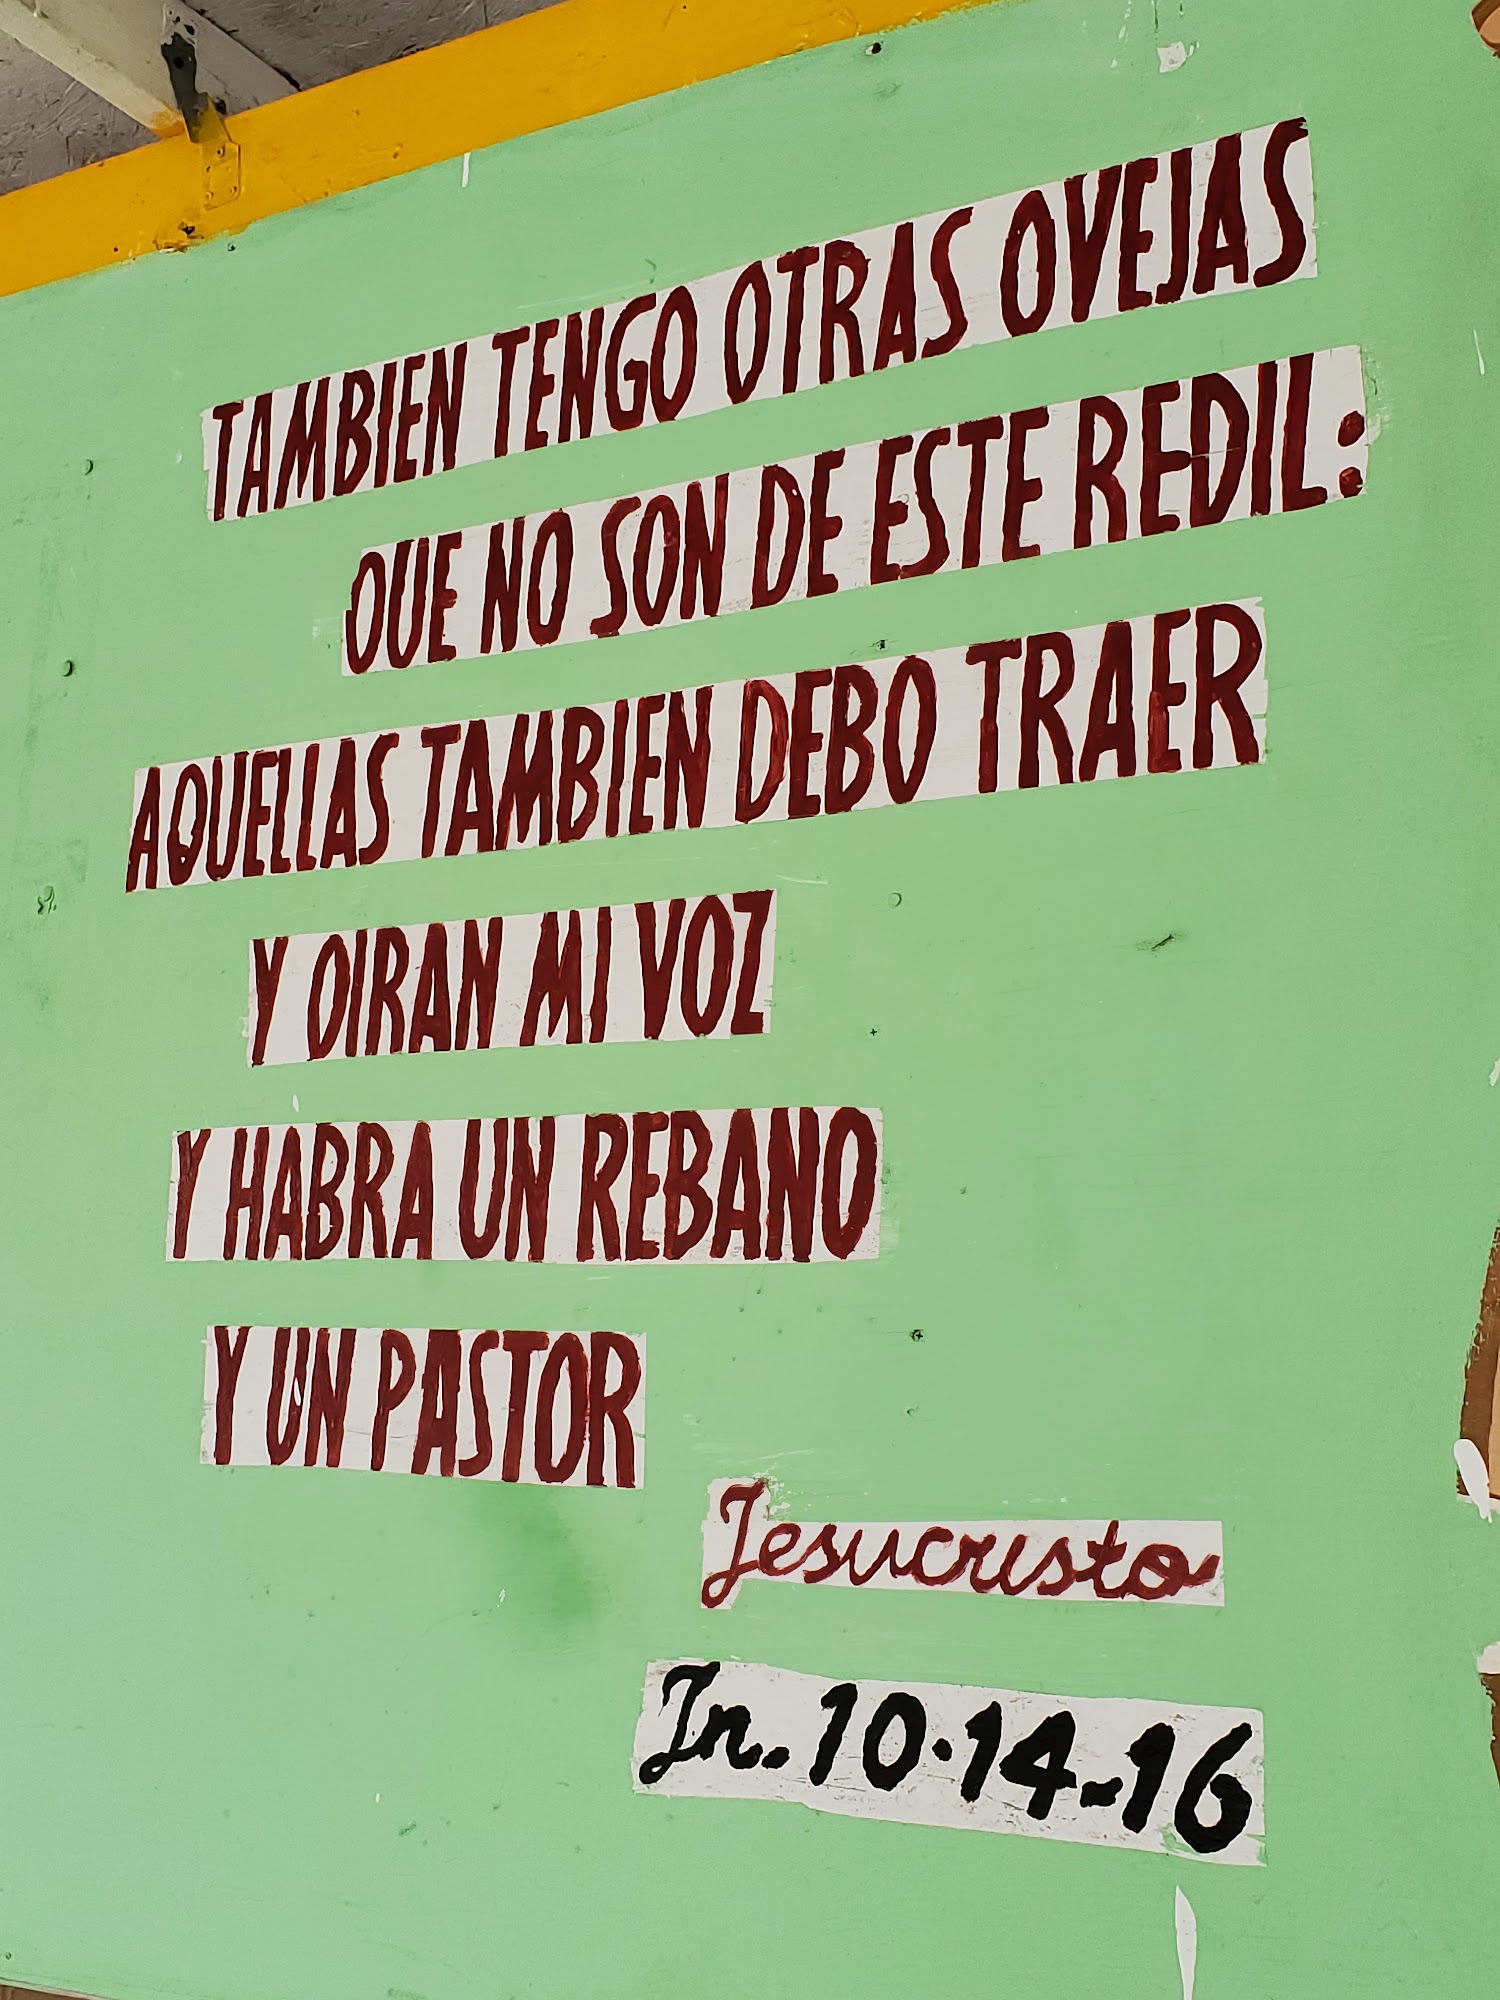 TAMBIEN TENGO OTRAS OVEJAS
QUE NO SON DE ESTE REDIL:
AQUELLAS TAMBIEN DEBO TRAER
Y OIRAN MI VOZ
Y HABRA UN REBANO
Y UN PASTOR
Jesucristo
Jn. 10.14-16